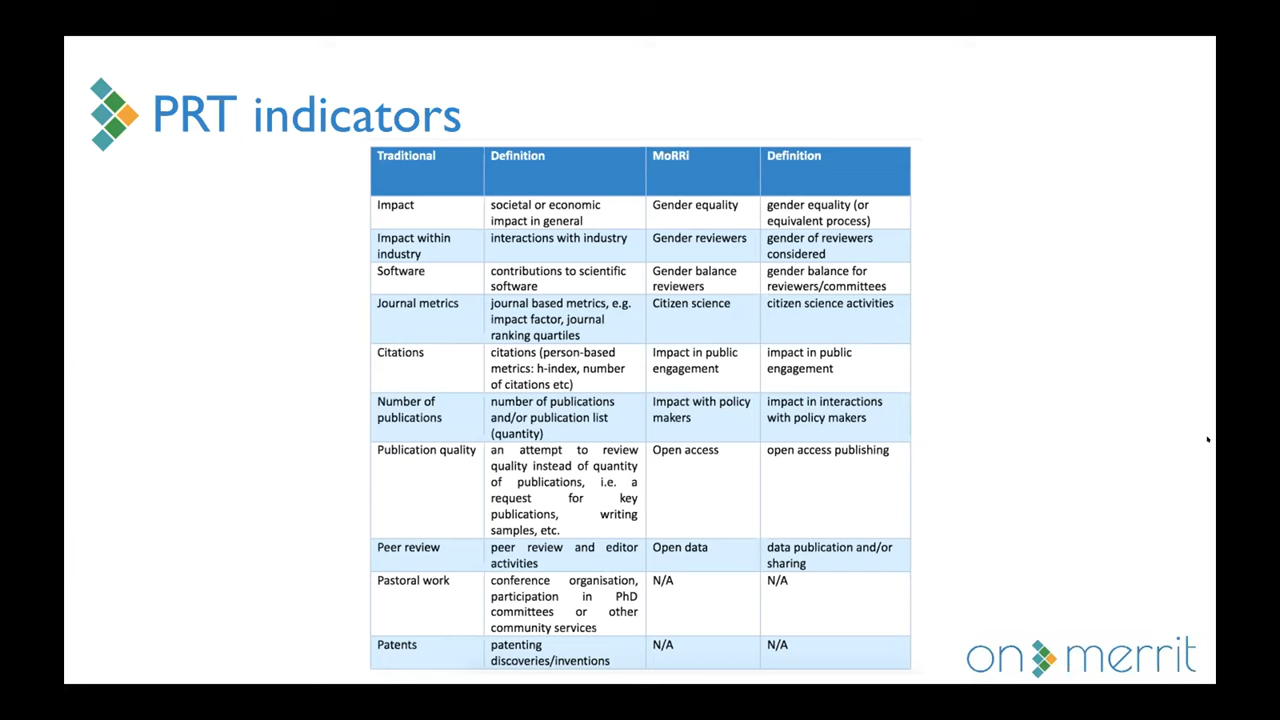 PRT indicators
Traditional Definition MoRRi Definition
Impact societal or economic impact in general Gender equality gender equality (or equivalent process)
Impact within industry interactions with industry Gender reviewers gender of reviewers considered
Software contributions to scientific software Gender balance reviewers gender balance for reviewers/committees
Journal metrics journal based metrics, e.g. impact factor, journal ranking quartiles Citizen science citizen science activities
Citations citations (person-based metrics: h-index, number of citations etc) Impact in public engagement impact in public engagement
Number of publications number of publications and/or publication list (quantity) Impact with policy makers impact in interactions with policy makers
Publication quality an attempt to review quality instead of quantity of publications, i.e. a request for key publications, writing samples, etc. Open access open access publishing
Peer review peer review and editor activities Open data data publication and/or sharing
Pastoral work conference organisation, participation in PhD committees or other community services N/A N/A
Patents patenting discoveries/inventions N/A N/A
on merrit